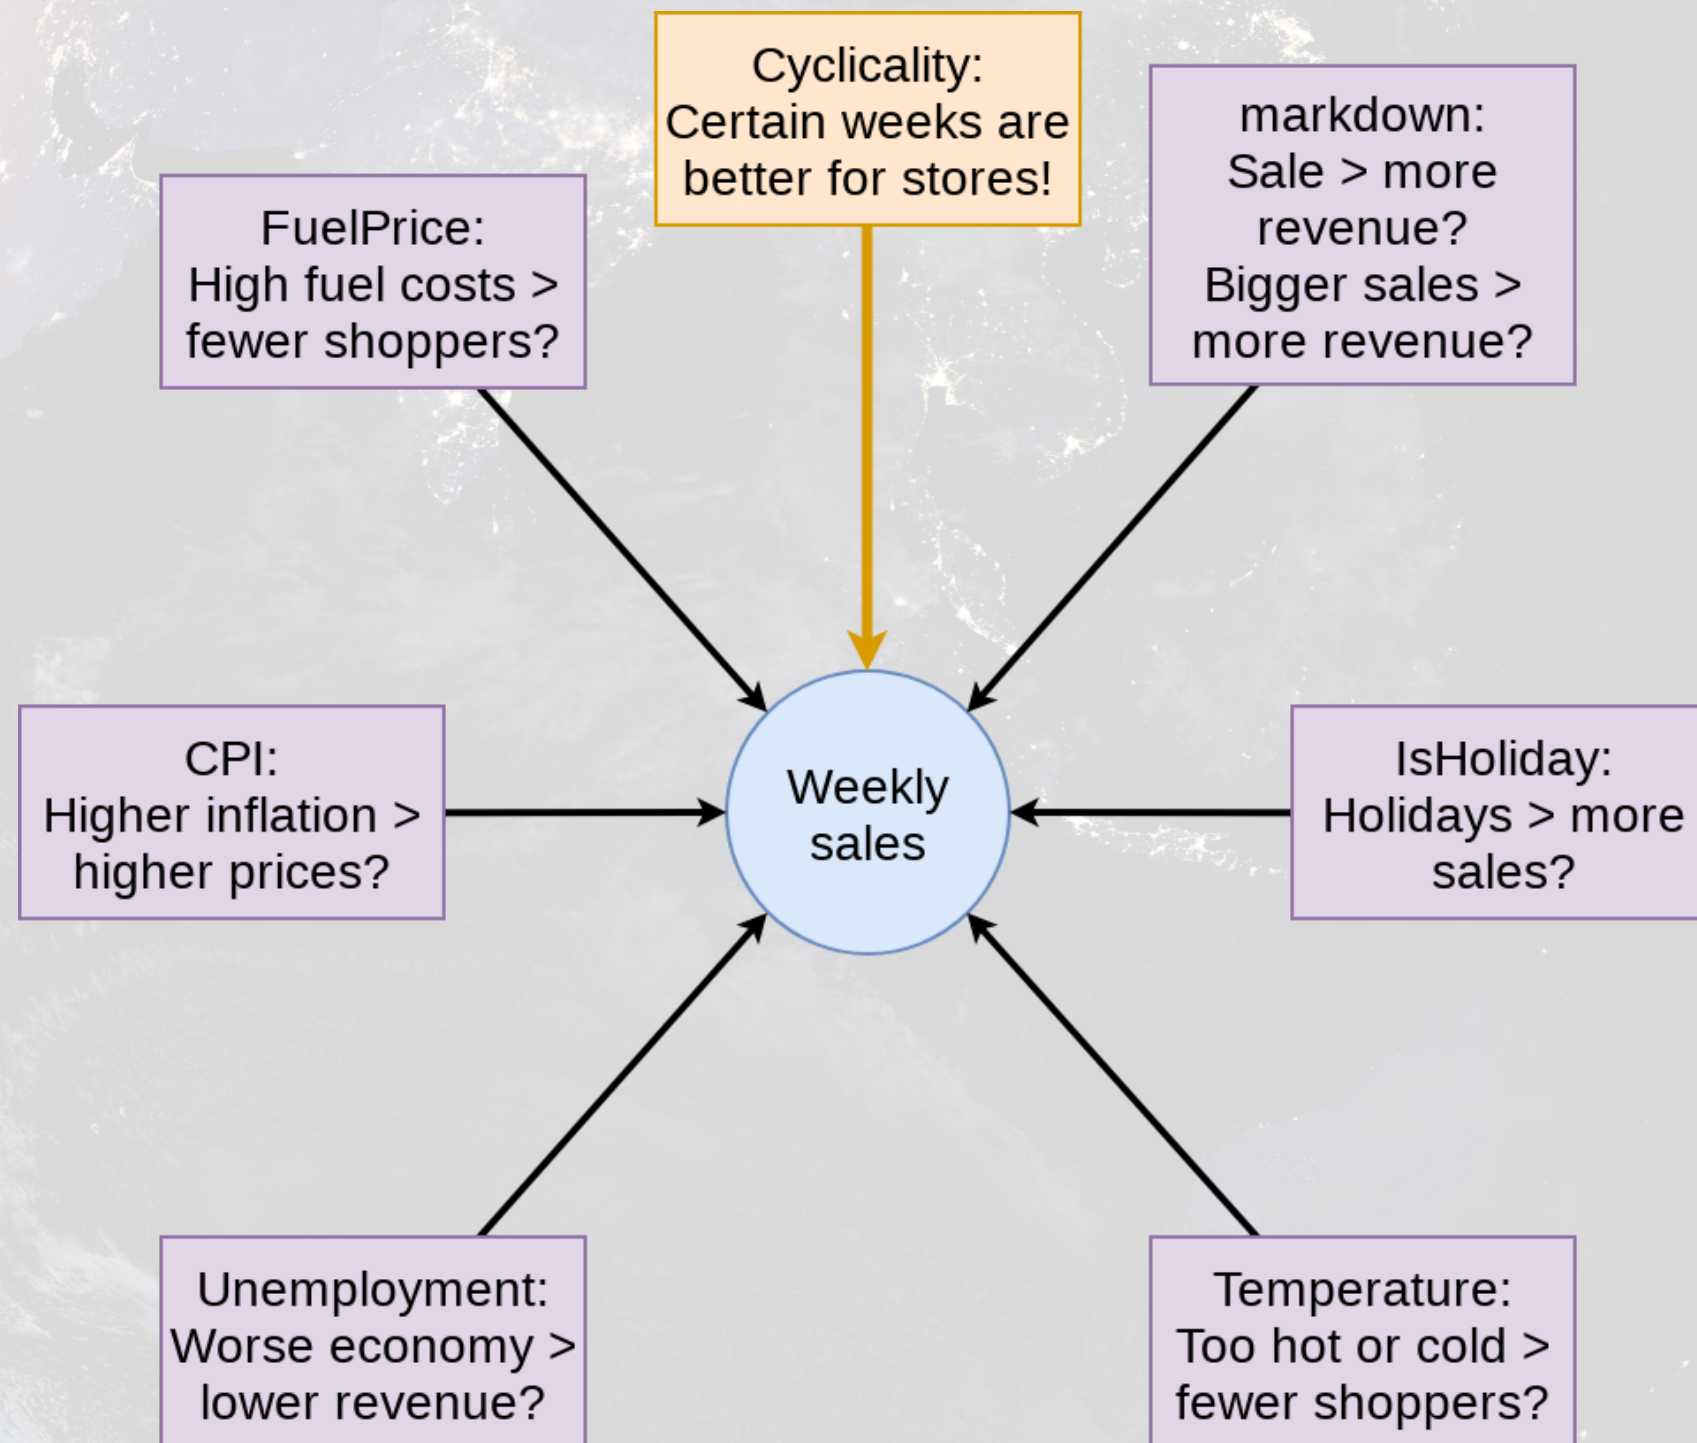 Cyclicality:
Certain weeks are
better for stores!
markdown:
Sale > more
revenue?
Bigger sales >
more revenue?
FuelPrice:
High fuel costs >
fewer shoppers?
CPI:
Higher inflation >
higher prices?
Weekly
sales
IsHoliday:
Holidays > more
sales?
Unemployment:
Worse economy >
lower revenue?
Temperature:
Too hot or cold >
fewer shoppers?